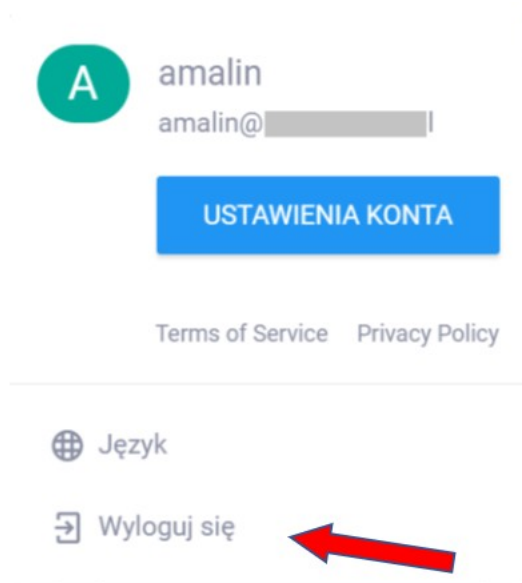 A
amalin
amalin@
USTAWIENIA KONTA
Terms of Service Privacy Policy
Język
Wyloguj się